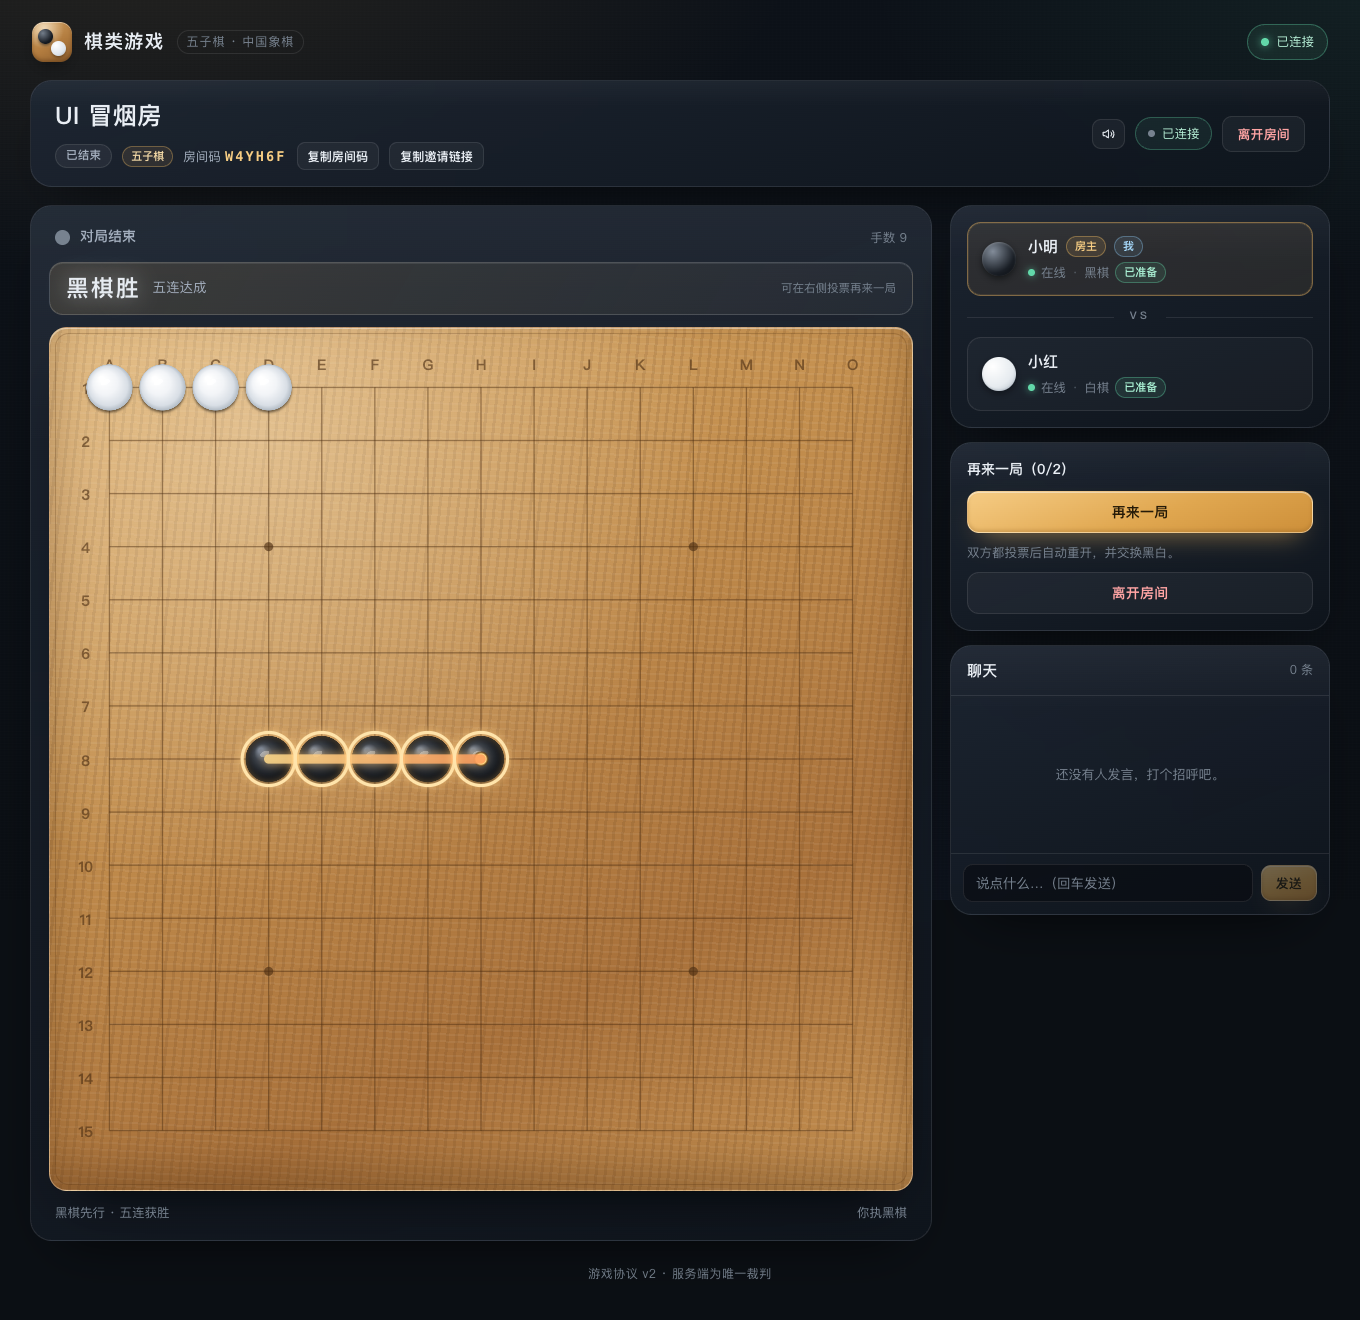 棋类游戏
五子棋 · 中国象棋
已连接
UI 冒烟房
已结束
五子棋
房间码 W4YH6F
复制房间码
复制邀请链接
已连接
离开房间
对局结束
手数 9
黑棋胜
五连达成
可在右侧投票再来一局
E F G H I J K L M N O
2
3
4
5
6
7
8
9
10
11
12
13
14
15
黑棋先行 · 五连获胜
你执黑棋
小明
房主
我
在线 · 黑棋
已准备
VS
小红
在线 · 白棋
已准备
再来一局（0/2）
再来一局
双方都投票后自动重开，并交换黑白。
离开房间
聊天
0 条
还没有人发言，打个招呼吧。
说点什么…（回车发送）
发送
游戏协议 v2 · 服务端为唯一裁判